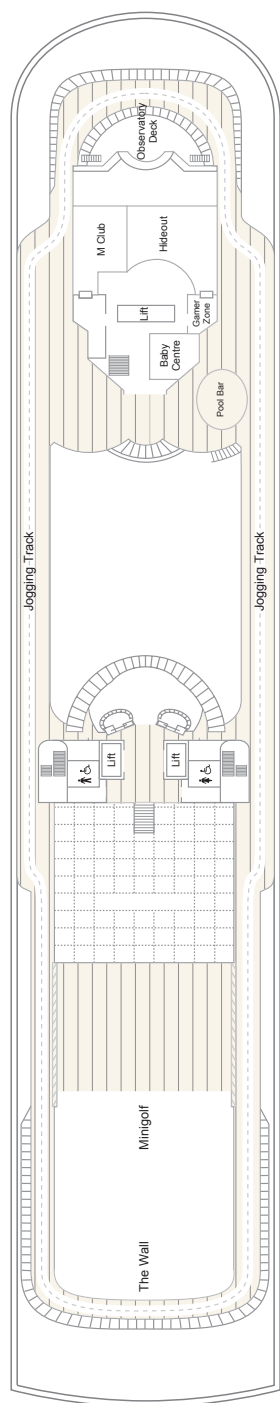 Observatory
Deck
M Club
Hideout
Lift
Gamer
Zone
Baby
Centre
Pool Bar
Jogging Track
Jogging Track
Lift
Lift
Minigolf
The Wall